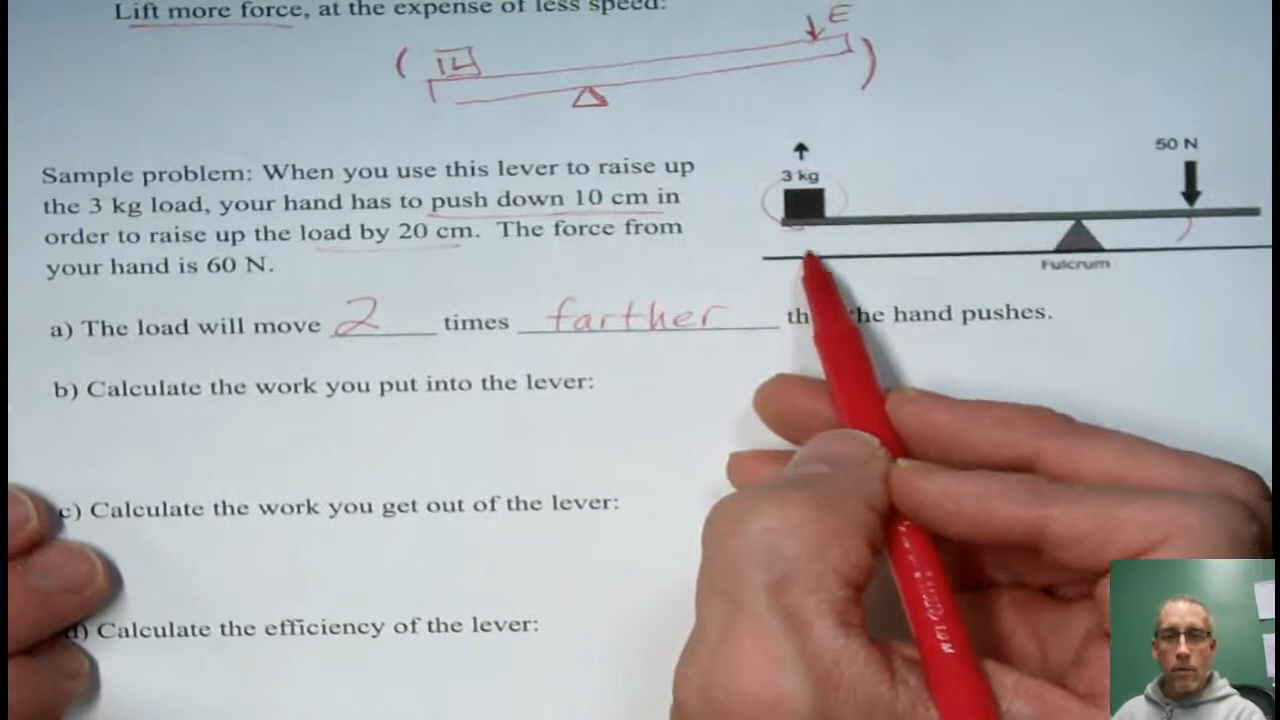 Lift more force, at the expense of less speed:
E
L
Sample problem: When you use this lever to raise up
the 3 kg load, your hand has to push down 10 cm in
order to raise up the load by 20 cm. The force from
your hand is 60 N.
3 kg
50 N
Fulcrum
a) The load will move 2 times farther the hand pushes.
b) Calculate the work you put into the lever:
c) Calculate the work you get out of the lever:
d) Calculate the efficiency of the lever: